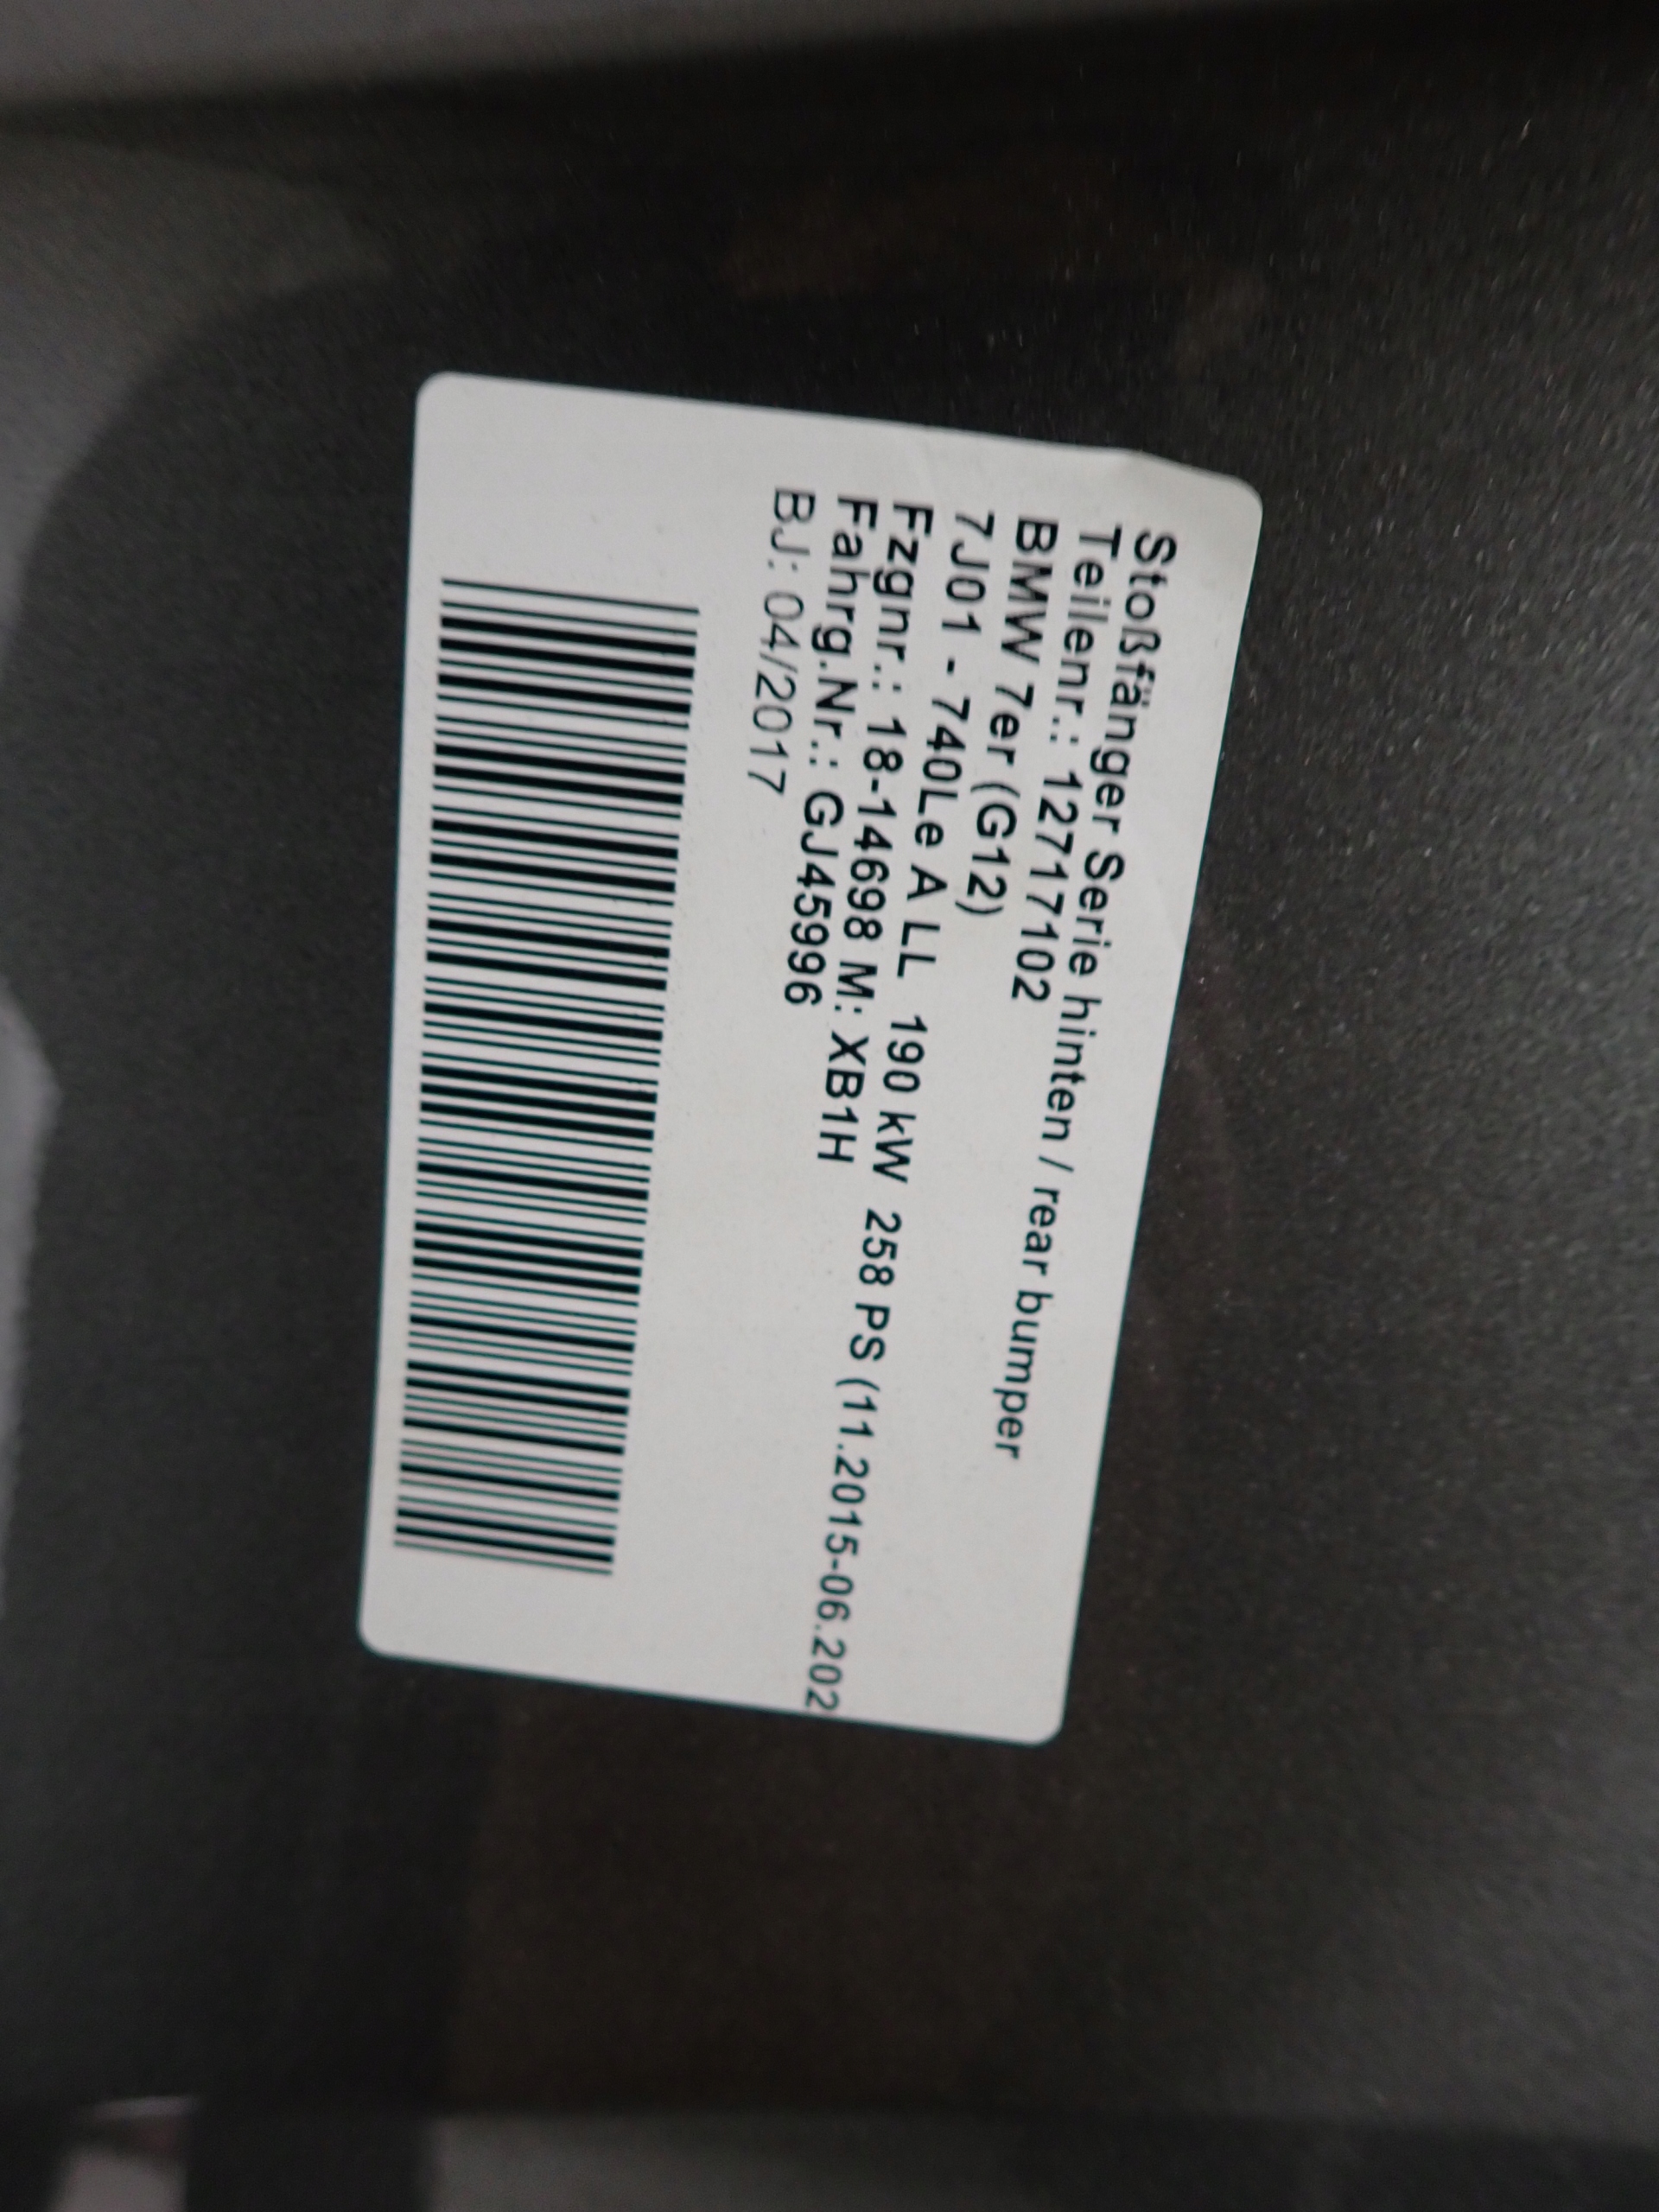 Stoßfänger Serie hinten / rear bumper
Teilenr.: 12717102
BMW 7er (G12)
7J01 - 740Le A LL 190 kW 258 PS (11.2015-06.202
Fzgnr.: 18-14698 M: XB1H
Fahrg.Nr.: GJ45996
BJ: 04/2017